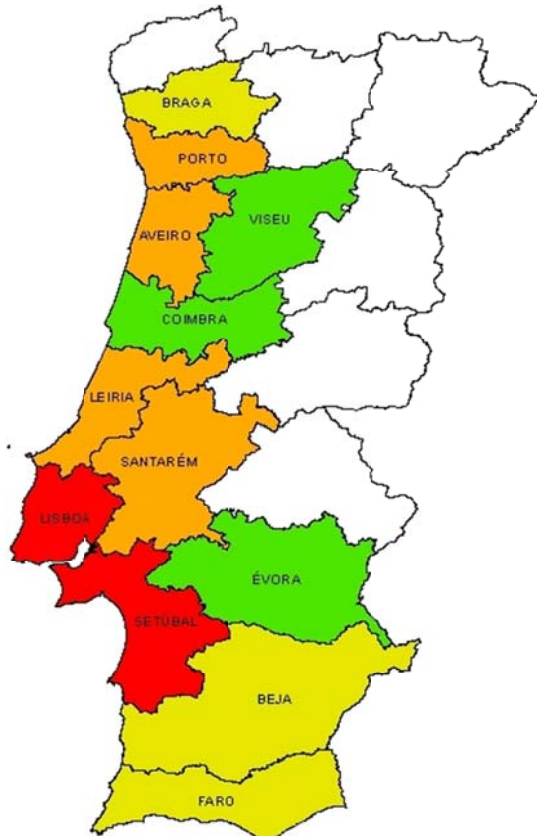 BRAGA
PORTO
VISEU
AVEIRO
COIMBRA
LEIRIA
SANTARÉM
LISBOA
ÉVORA
SETÚBAL
BEJA
FARO